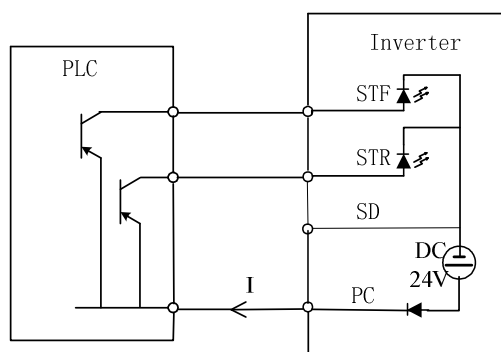 Inverter
PLC
STF
STR
SD
DC
24V
I
PC